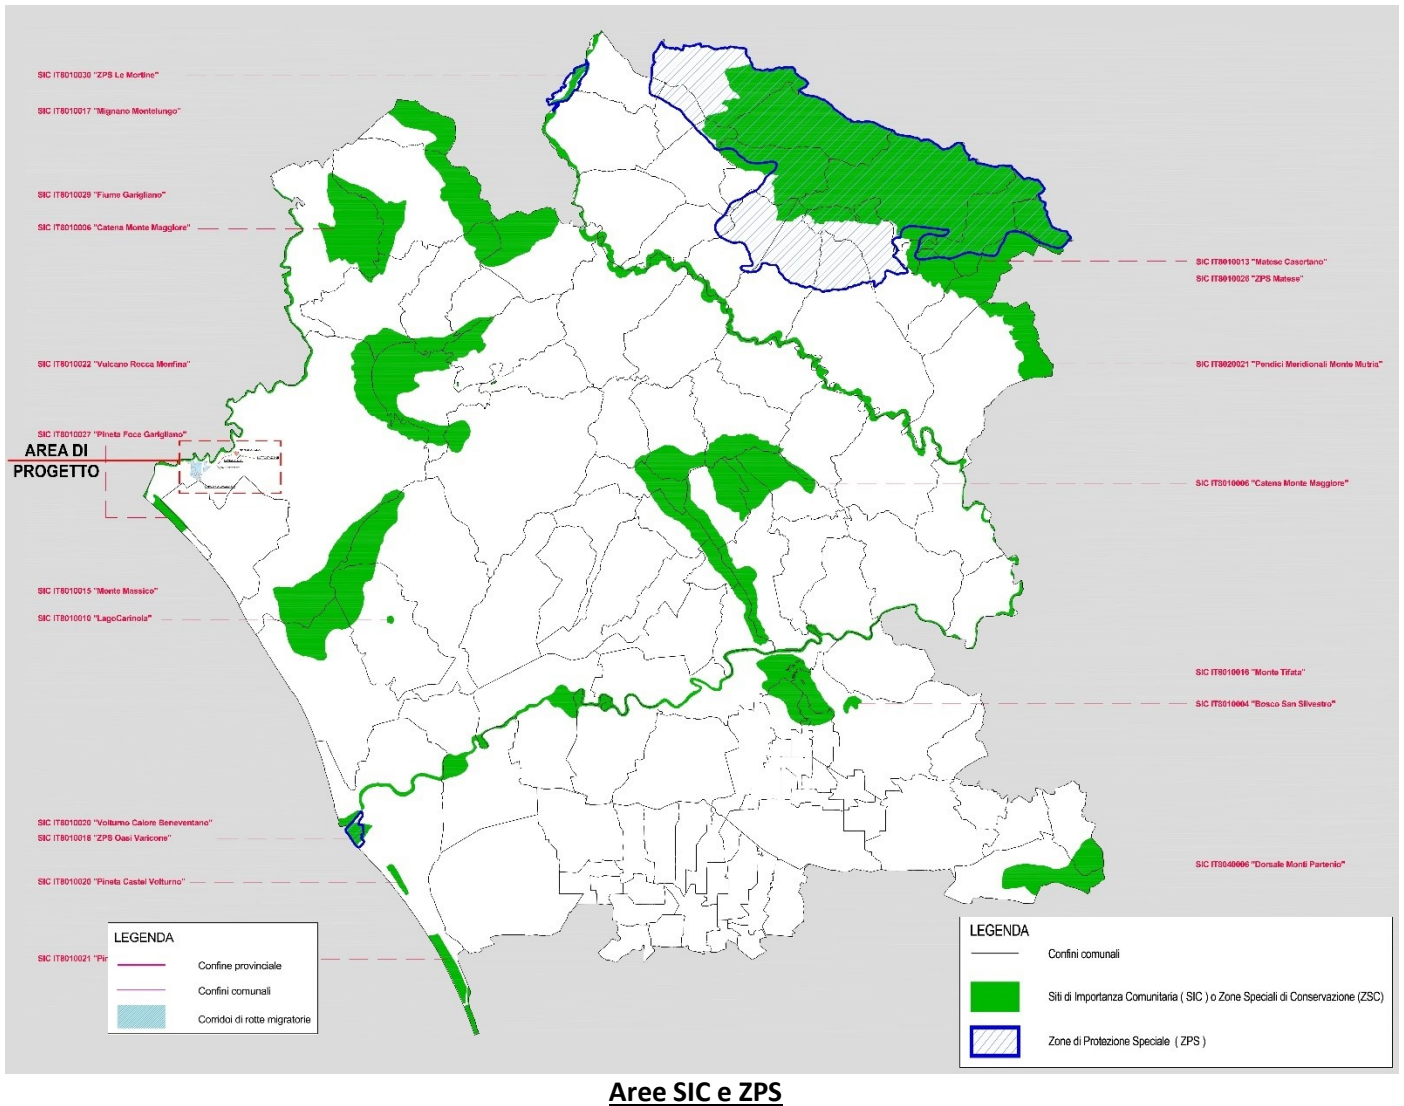 SIC IT8010030 "ZPS Le Mortine"
SIC IT8010017 "Mignano Montelungo"
SIC IT8010029 "Fiume Garigliano"
SIC IT8010006 "Catena Monte Maggiore"
SIC IT8010022 "Vulcano Rocca Monfina"
SIC IT8010027 "Pineta Foce Garigliano"
AREA DI
PROGETTO
SIC IT8010015 "Monte Massico"
SIC IT8010010 "LagoCarinola"
SIC IT8010020 "Volturno Calore Beneventano"
SIC IT8010018 "ZPS Oasi Varicone"
SIC IT8010020 "Pineta Castel Volturno"
SIC IT8010021 "Pin
SIC IT8010013 "Matese Casertano"
SIC IT8010026 "ZPS Matese"
SIC IT8020021 "Pendici Meridionali Monte Mutria"
SIC IT8010006 "Catena Monte Maggiore"
SIC IT8010016 "Monte Tifata"
SIC IT8010004 "Bosco San Silvestro"
SIC IT8040006 "Dorsale Monti Partenio"
LEGENDA
Confine provinciale
Confini comunali
Corridoi di rotte migratorie
LEGENDA
Confini comunali
Siti di Importanza Comunitaria ( SIC ) o Zone Speciali di Conservazione (ZSC)
Zone di Protezione Speciale ( ZPS )
Aree SIC e ZPS